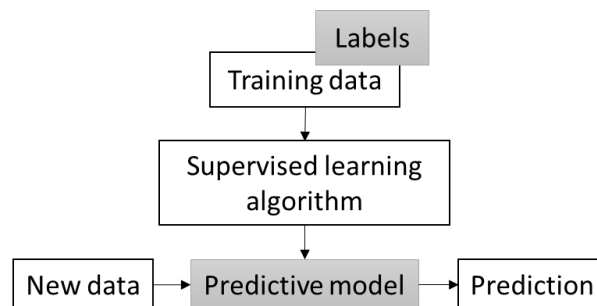 Labels
Training data
Supervised learning
algorithm
New data
Predictive model
Prediction